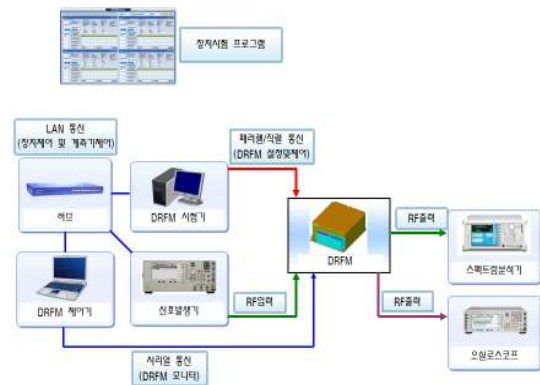 장치시험 프로그램
LAN 통신
(장치제어 및 계측기제어)
패러렐/직렬 통신
(DRFM 설정및제어)
허브
DRFM 시험기
DRFM
RF출력
스펙트럼분석기
DRFM 제어기
신호발생기
RF입력
RF출력
오실로스코프
시리얼 통신
(DRFM 모니터)